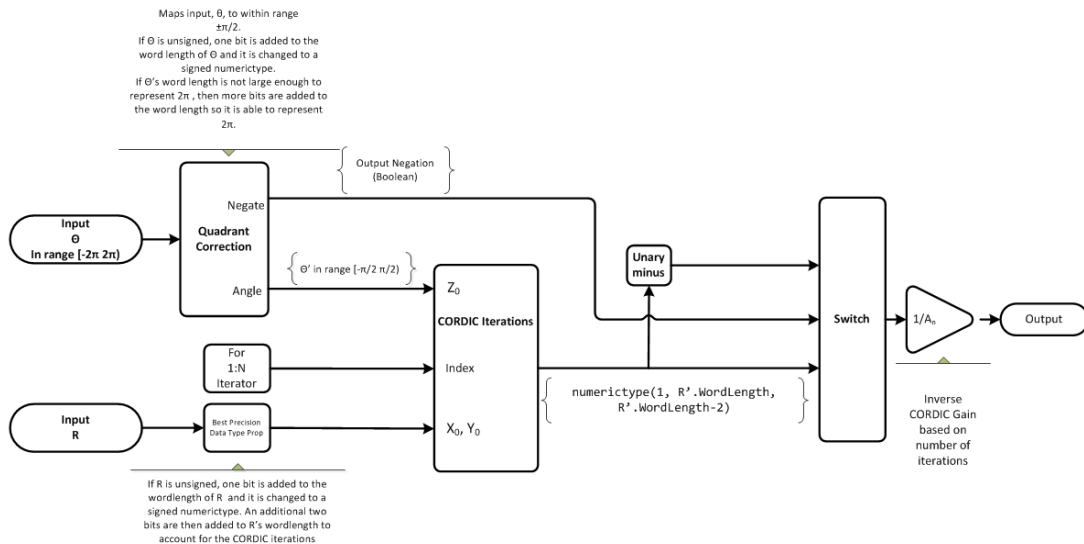 Maps input, θ, to within range
±π/2.
If Θ is unsigned, one bit is added to the
word length of Θ and it is changed to a
signed numerictype.
If Θ's word length is not large enough to
represent 2π , then more bits are added to
the word length so it is able to represent
2π.
Output Negation
(Boolean)
Negate
Input
Θ
In range [-2π 2π)
Quadrant
Correction
Θ' in range [-π/2 π/2)
Angle
Unary
minus
Z₀
CORDIC Iterations
Switch
1/Aₙ
Output
For
1:N
Iterator
Index
numerictype(1, R'.WordLength,
R'.WordLength-2)
Input
R
Best Precision
Data Type Prop
X₀, Y₀
Inverse
CORDIC Gain
based on
number of
iterations
If R is unsigned, one bit is added to the
wordlength of R and it is changed to a
signed numerictype. An additional two
bits are then added to R's wordlength to
account for the CORDIC iterations